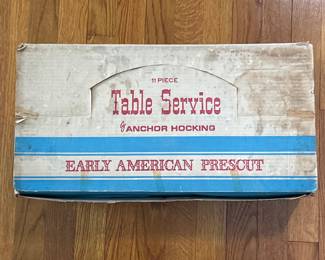 11 PIECE
Table Service
by ANCHOR HOCKING
EARLY AMERICAN PRESCUT